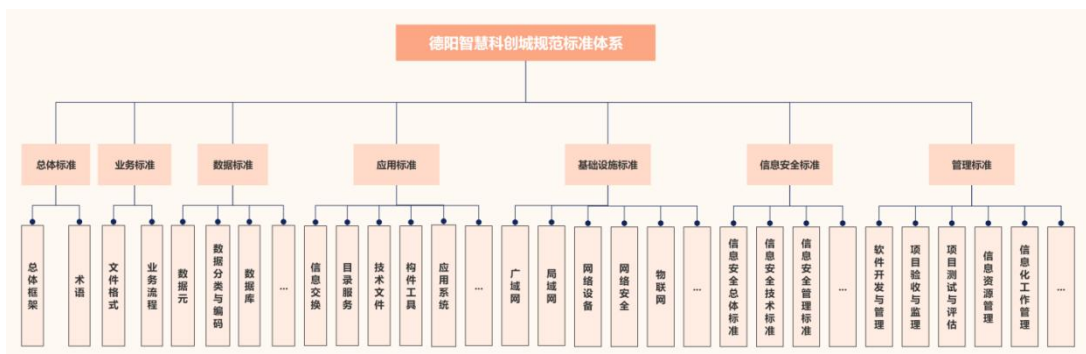 德阳智慧科创城规范标准体系
总体标准
业务标准
数据标准
应用标准
基础设施标准
信息安全标准
管理标准
总体框架
术语
文件格式
业务流程
数据元
数据分类与编码
数据库
...
信息交换
目录服务
技术文件
构件工具
应用系统
...
广域网
局域网
网络设备
网络安全
物联网
...
信息安全总体标准
信息安全技术标准
信息安全管理标准
...
软件开发与管理
项目验收与监理
项目测试与评估
信息资源管理
信息化工作管理
...